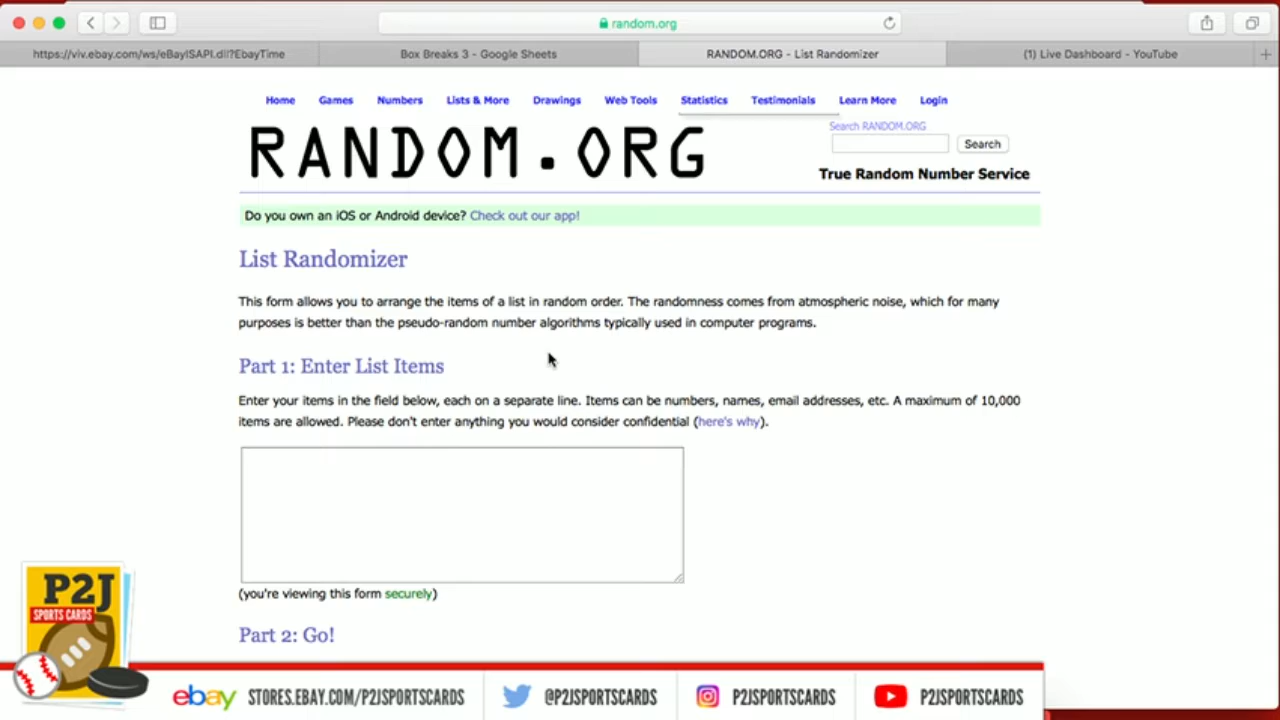 random.org
https://viv.ebay.com/ws/eBayISAPI.dll?EbayTime
Box Breaks 3 - Google Sheets
RANDOM.ORG - List Randomizer
(1) Live Dashboard - YouTube
Home Games Numbers Lists & More Drawings Web Tools Statistics Testimonials Learn More Login
RANDOM.ORG
Search RANDOM.ORG
Search
True Random Number Service
Do you own an iOS or Android device? Check out our app!
List Randomizer
This form allows you to arrange the items of a list in random order. The randomness comes from atmospheric noise, which for many
purposes is better than the pseudo-random number algorithms typically used in computer programs.
Part 1: Enter List Items
Enter your items in the field below, each on a separate line. Items can be numbers, names, email addresses, etc. A maximum of 10,000
items are allowed. Please don't enter anything you would consider confidential (here's why).
(you're viewing this form securely)
Part 2: Go!
P2J
SPORTS CARDS
ebay STORES.EBAY.COM/P2JSPORTSCARDS
@P2JSPORTSCARDS
P2JSPORTSCARDS
P2JSPORTSCARDS